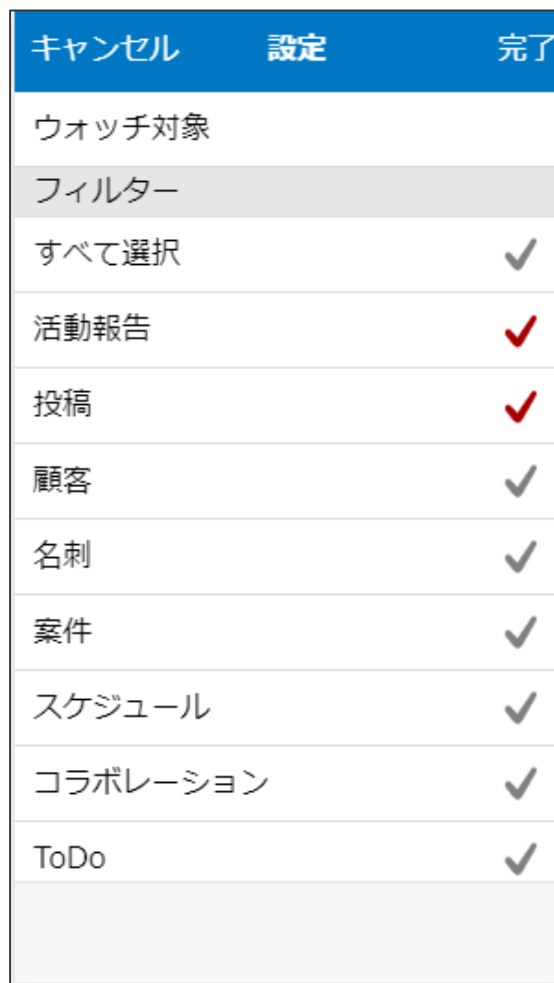 キャンセル 設定 完了
ウォッチ対象
フィルター
すべて選択
活動報告
投稿
顧客
名刺
案件
スケジュール
コラボレーション
ToDo